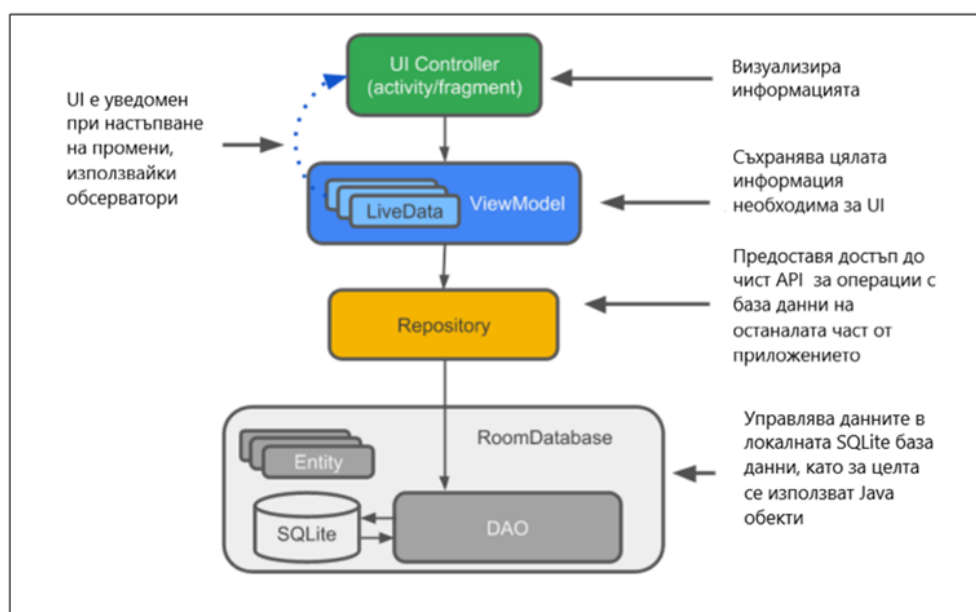 UI Controller
(activity/fragment)
Визуализира
информацията
UI е уведомен
при настъпване
на промени,
използвайки
обсерватори
LiveData
ViewModel
Съхранява цялата
информация
необходима за UI
Repository
Предоставя достъп до
чист API за операции с
база данни на
останалата част от
приложението
RoomDatabase
Entity
SQLite
DAO
Управлява данните в
локалната SQLite база
данни, като за целта
се използват Java
обекти